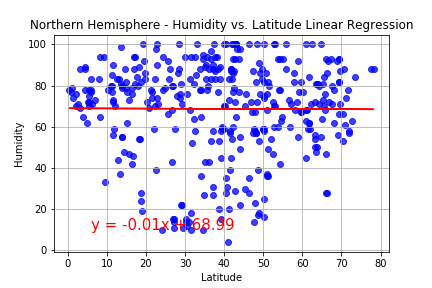 Northern Hemisphere - Humidity vs. Latitude Linear Regression
100
80
60
40
20
0
Humidity
y = -0.01x + 68.99
0 10 20 30 40 50 60 70 80
Latitude